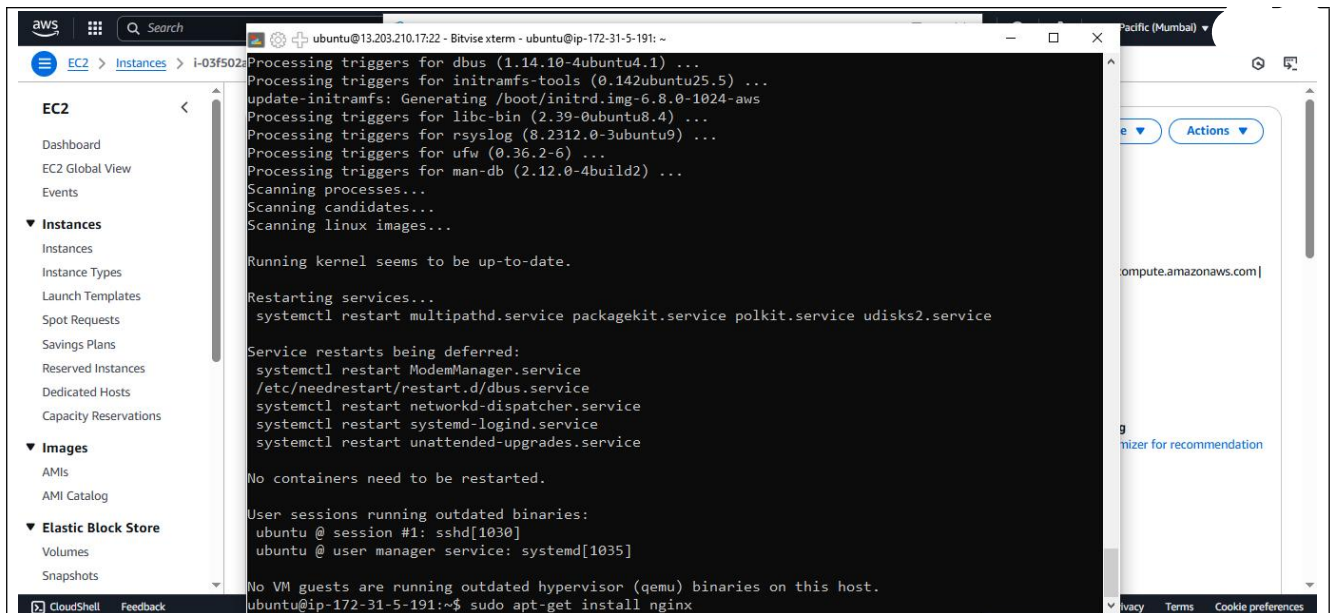 aws
Search
Pacific (Mumbai)
EC2 > Instances > i-03f502a
EC2
Dashboard
EC2 Global View
Events
Instances
Instances
Instance Types
Launch Templates
Spot Requests
Savings Plans
Reserved Instances
Dedicated Hosts
Capacity Reservations
Images
AMIs
AMI Catalog
Elastic Block Store
Volumes
Snapshots
CloudShell Feedback
ubuntu@13.203.210.17:22 - Bitvise xterm - ubuntu@ip-172-31-5-191: ~
Processing triggers for dbus (1.14.10-4ubuntu4.1) ...
Processing triggers for initramfs-tools (0.142ubuntu25.5) ...
update-initramfs: Generating /boot/initrd.img-6.8.0-1024-aws
Processing triggers for libc-bin (2.39-0ubuntu8.4) ...
Processing triggers for rsyslog (8.2312.0-3ubuntu9) ...
Processing triggers for ufw (0.36.2-6) ...
Processing triggers for man-db (2.12.0-4build2) ...
Scanning processes...
Scanning candidates...
Scanning linux images...
Running kernel seems to be up-to-date.
Restarting services...
systemctl restart multipathd.service packagekit.service polkit.service udisks2.service
Service restarts being deferred:
systemctl restart ModemManager.service
/etc/needrestart/restart.d/dbus.service
systemctl restart networkd-dispatcher.service
systemctl restart systemd-logind.service
systemctl restart unattended-upgrades.service
No containers need to be restarted.
User sessions running outdated binaries:
ubuntu @ session #1: sshd[1030]
ubuntu @ user manager service: systemd[1035]
No VM guests are running outdated hypervisor (qemu) binaries on this host.
ubuntu@ip-172-31-5-191:~$ sudo apt-get install nginx
Actions
compute.amazonaws.com |
mizer for recommendation
ivacy Terms Cookie preferences